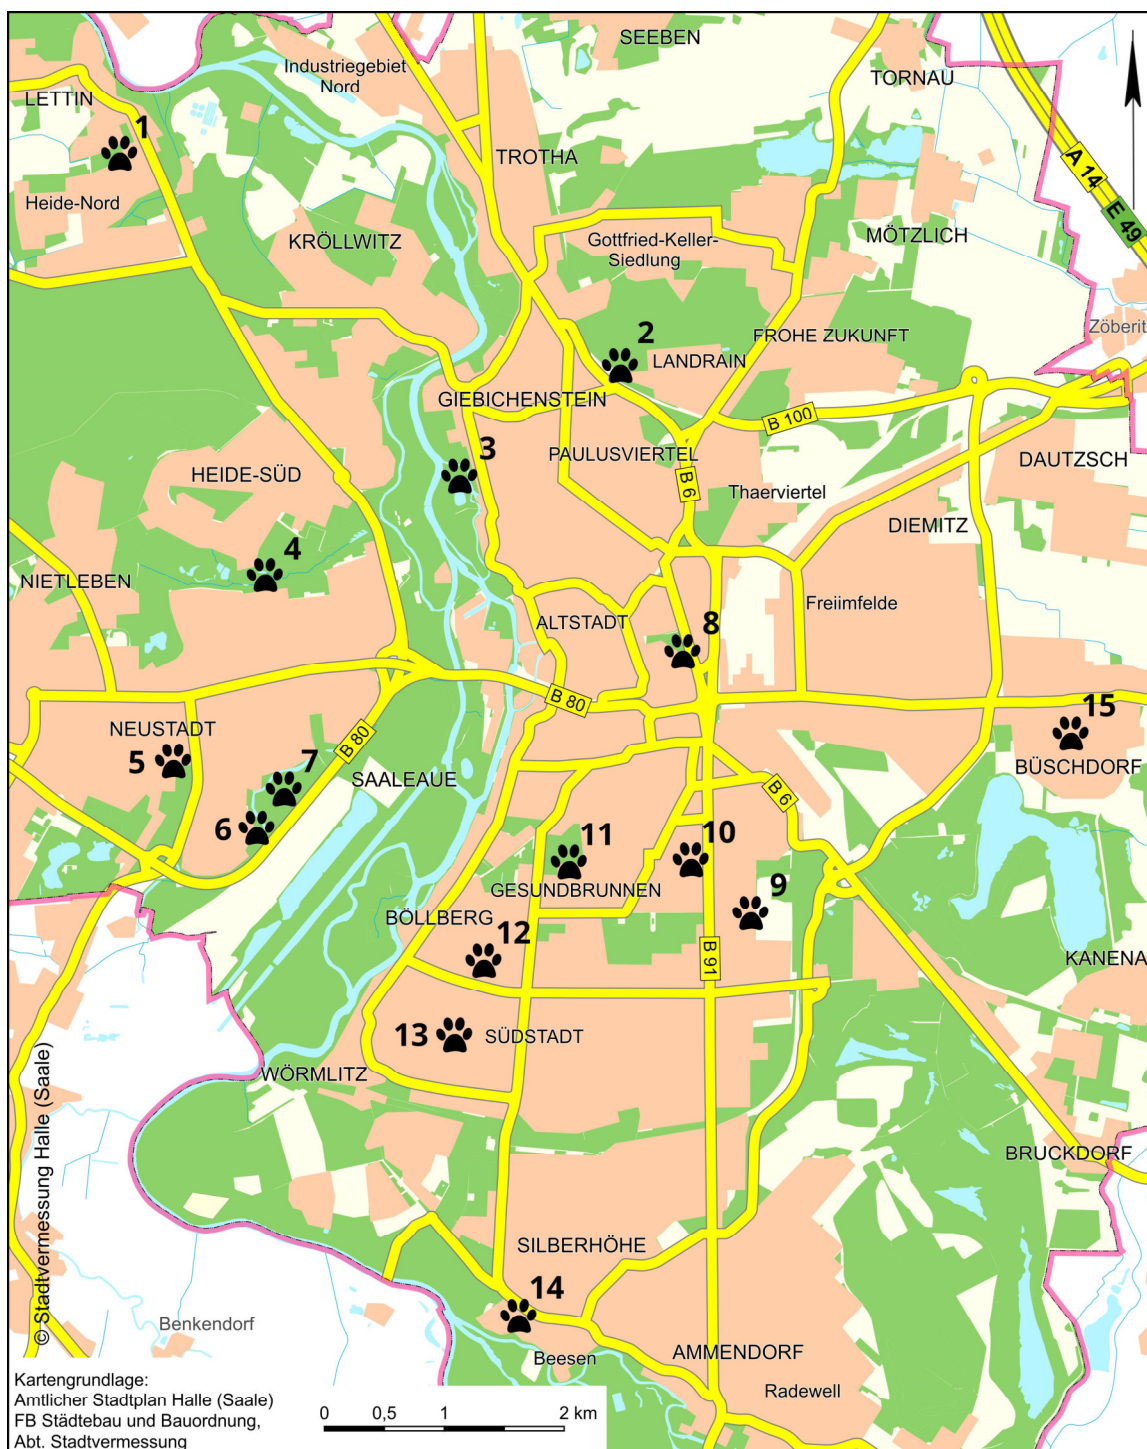 SEEBEN
Industriegebiet
Nord
TORNAU
LETTIN
1
TROTHA
A 14
E 49
Heide-Nord
KRÖLLWITZ
Gottfried-Keller-
Siedlung
MÖTZLICH
Zöberit
2
LANDRAIN
FROHE ZUKUNFT
GIEBICHENSTEIN
B 100
3
PAULUSVIERTEL
HEIDE-SÜD
B 6
Thaerviertel
DAUTZSCH
DIEMITZ
4
NIETLEBEN
Freiimfelde
ALTSTADT
8
B 80
15
NEUSTADT
5
7
B 80
SAALEAUE
BÜSCHDORF
B 6
6
11
10
GESUNDBRUNNEN
9
BÖLLBERG
12
B 91
KANENA
13
SÜDSTADT
WÖRMLITZ
BRUCKDORF
SILBERHÖHE
14
Benkendorf
Beesen
AMMENDORF
Radewell
© Stadtvermessung Halle (Saale)
Kartengrundlage:
Amtlicher Stadtplan Halle (Saale)
FB Städtebau und Bauordnung,
Abt. Stadtvermessung
0 0,5 1 2 km